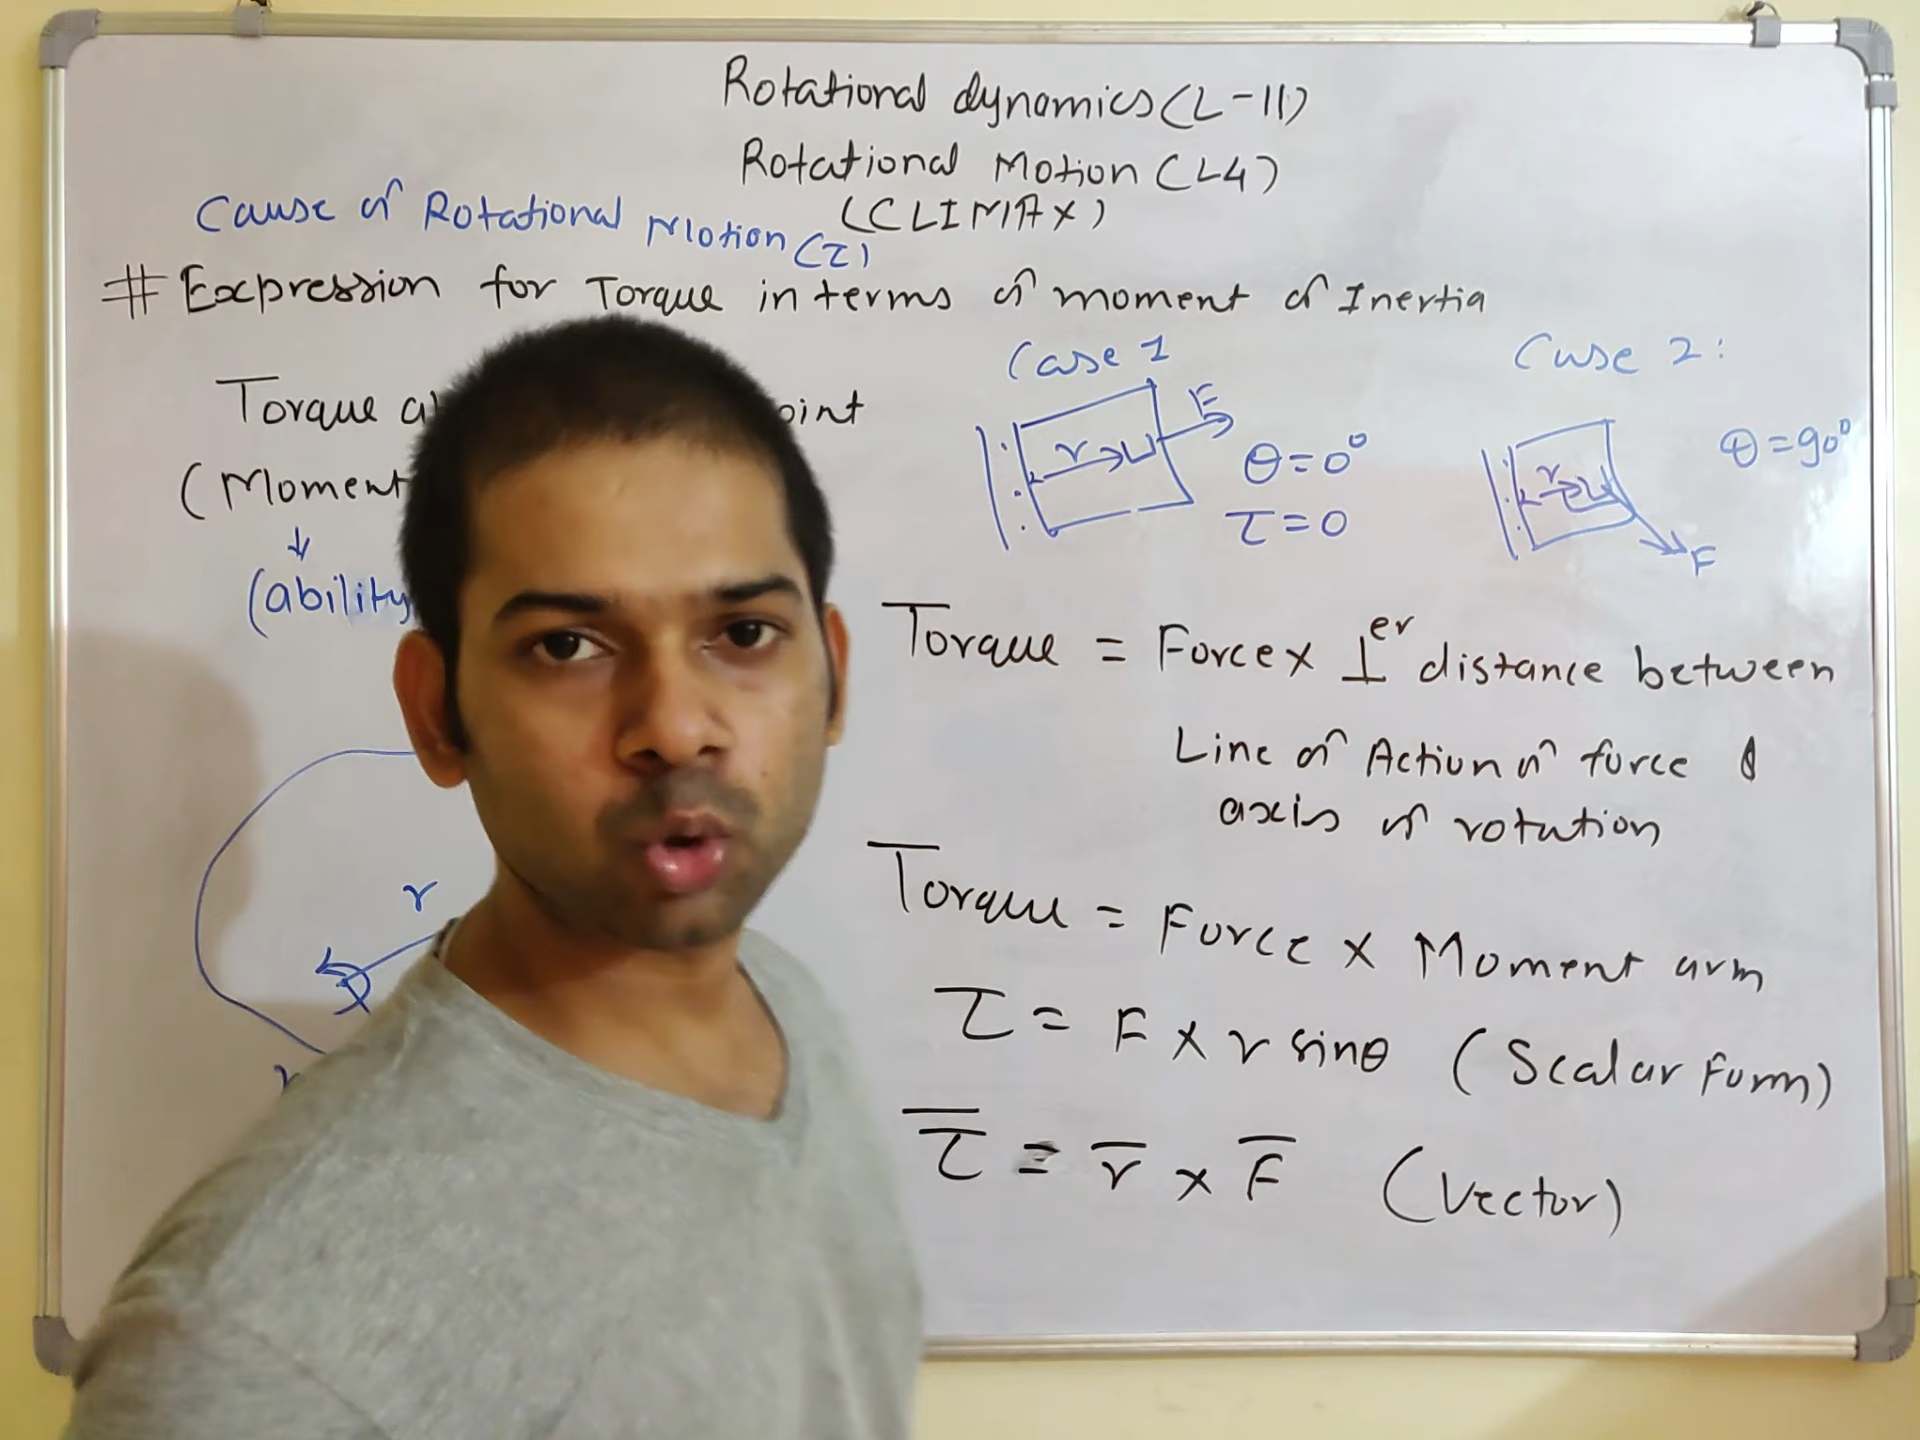 Rotational dynamics (L-11)
Rotational Motion (L4)
(CLIMAX)
Cause of Rotational Motion (τ)
# Expression for Torque in terms of moment of Inertia
Torque
oint
(Moment
↓
(ability
r
Case 1
r
F
θ = 0°
τ = 0
Case 2:
r
F
θ = 90°
Torque = Force x ⊥er distance between
Line of Action of force &
axis of rotation
Torque = Force x Moment arm
τ = F x r sinθ (Scalar Form)
τ̅ = r̅ x F̅ (Vector)